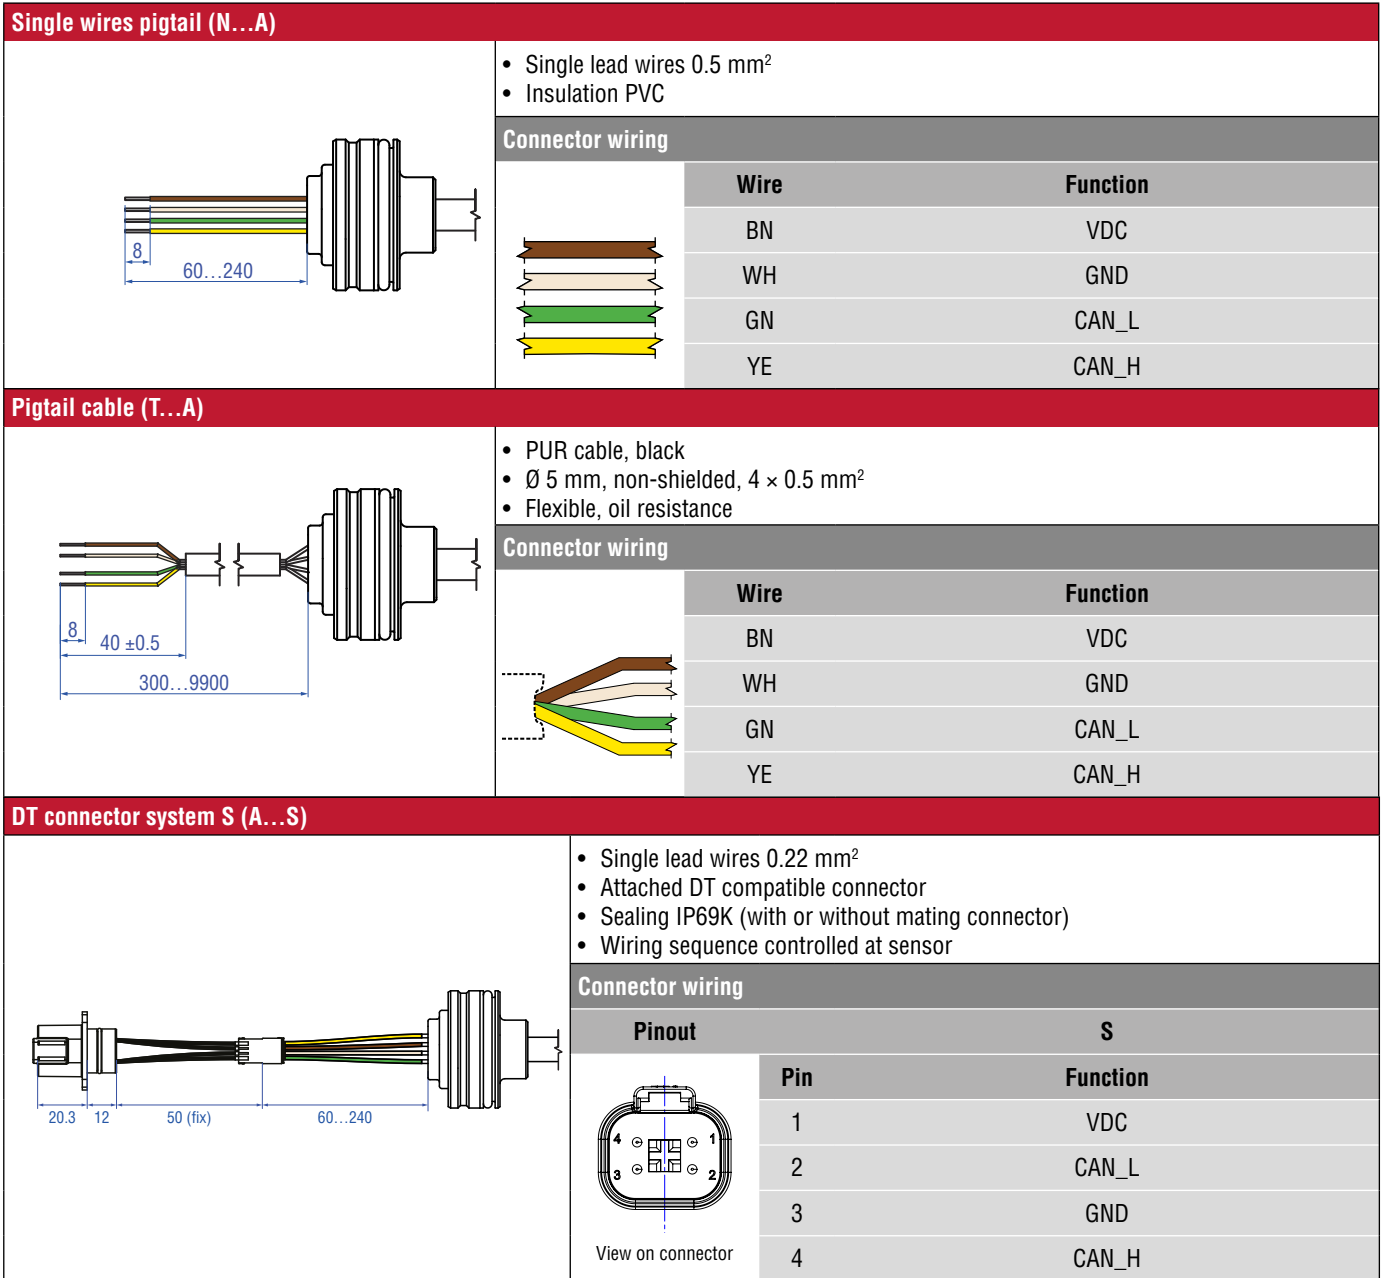 Single wires pigtail (N…A)
• Single lead wires 0.5 mm²
• Insulation PVC
Connector wiring
Wire Function
BN VDC
WH GND
GN CAN_L
YE CAN_H
8
60…240
Pigtail cable (T…A)
• PUR cable, black
• Ø 5 mm, non-shielded, 4 × 0.5 mm²
• Flexible, oil resistance
Connector wiring
Wire Function
BN VDC
WH GND
GN CAN_L
YE CAN_H
8
40 ±0.5
300…9900
DT connector system S (A…S)
• Single lead wires 0.22 mm²
• Attached DT compatible connector
• Sealing IP69K (with or without mating connector)
• Wiring sequence controlled at sensor
Connector wiring
Pinout S
Pin Function
1 VDC
2 CAN_L
3 GND
4 CAN_H
20.3 12 50 (fix) 60…240
4 1
3 2
View on connector